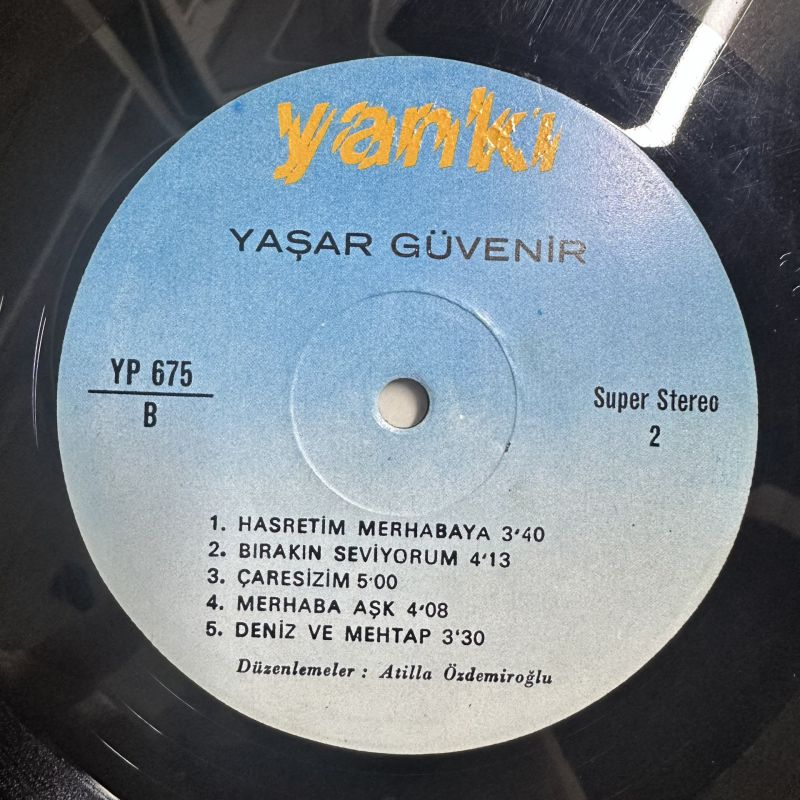 yankı
YAŞAR GÜVENİR
YP 675
B
Super Stereo
2
1. HASRETİM MERHABAYA 3'40
2. BIRAKIN SEVİYORUM 4'13
3. ÇARESİZİM 5'00
4. MERHABA AŞK 4'08
5. DENİZ VE MEHTAP 3'30
Düzenlemeler : Atilla Özdemiroğlu